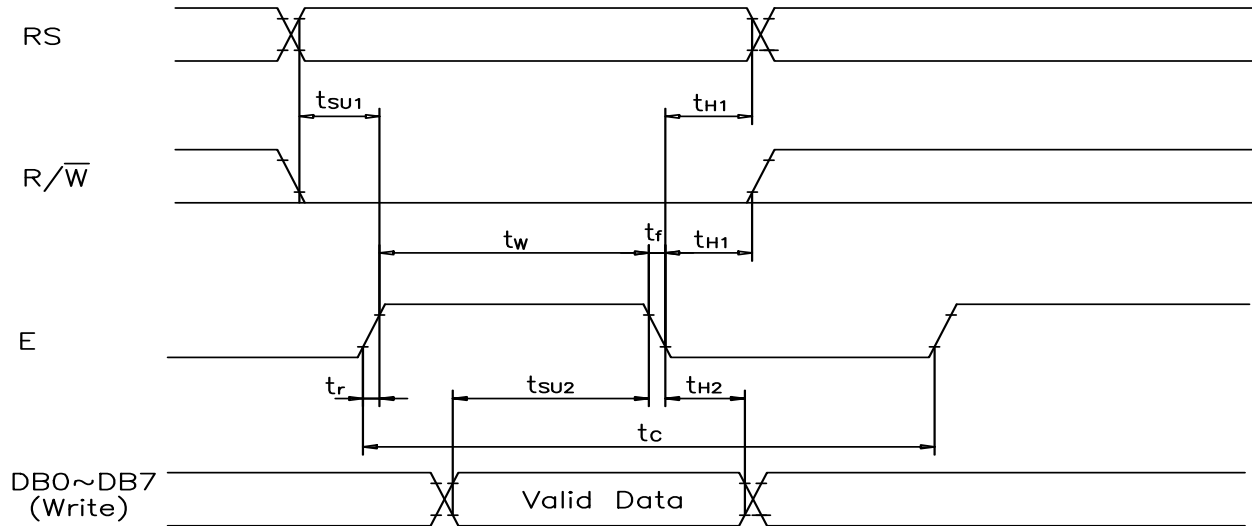 RS
tSU1
tH1
R/W̅
tW
tf
tH1
E
tr
tSU2
tH2
tC
DB0~DB7
(Write)
Valid Data